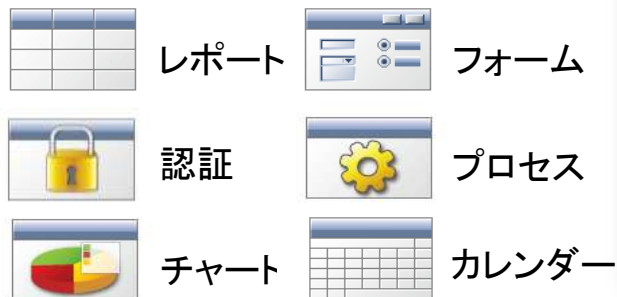 レポート
フォーム
認証
プロセス
チャート
カレンダー